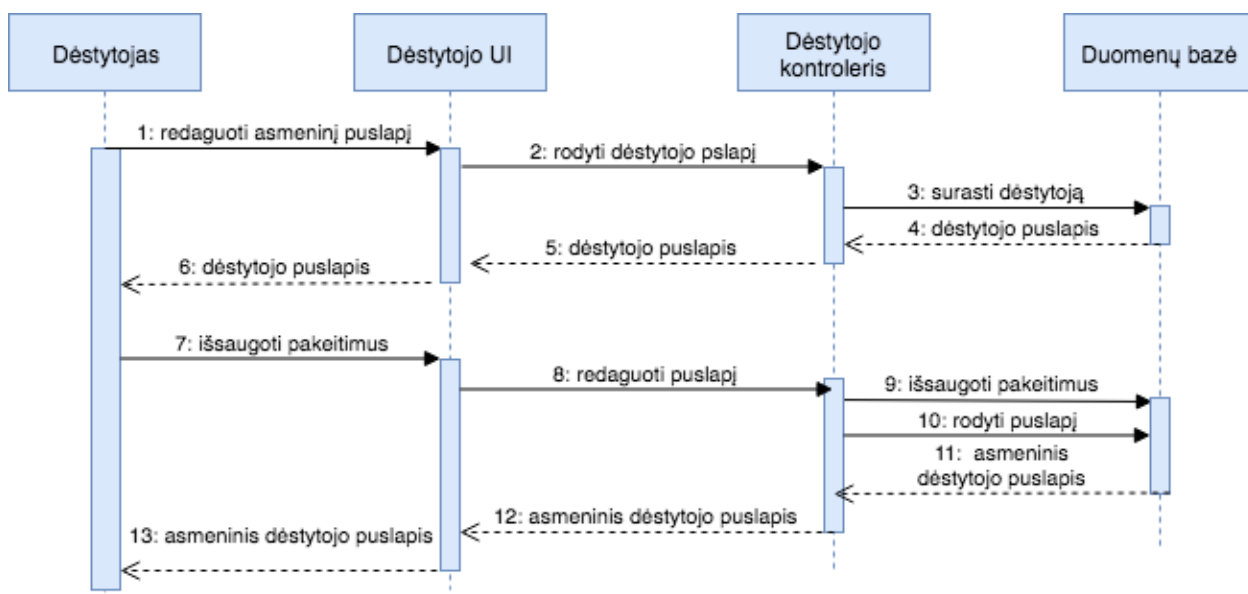 Dėstytojas
Dėstytojo UI
Dėstytojo
kontroleris
Duomenų bazė
1: redaguoti asmeninį puslapį
2: rodyti dėstytojo pslapį
3: surasti dėstytoją
4: dėstytojo puslapis
5: dėstytojo puslapis
6: dėstytojo puslapis
7: išsaugoti pakeitimus
8: redaguoti puslapį
9: išsaugoti pakeitimus
10: rodyti puslapį
11: asmeninis
dėstytojo puslapis
12: asmeninis dėstytojo puslapis
13: asmeninis dėstytojo puslapis